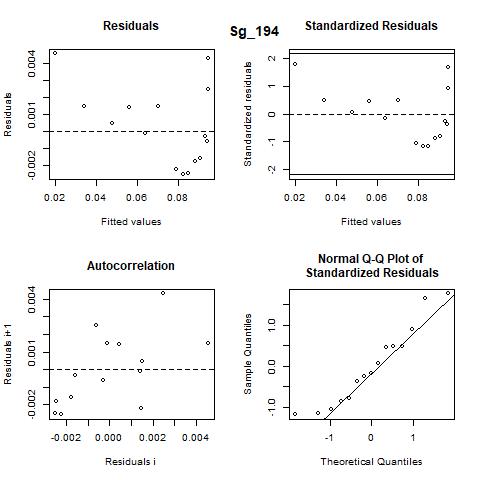 Sg_194
Residuals
Residuals
0.004
0.001
-0.002
0.02 0.04 0.06 0.08
Fitted values
Standardized Residuals
Standardized residuals
2
1
0
-1
-2
0.02 0.04 0.06 0.08
Fitted values
Autocorrelation
Residuals i+1
0.004
0.001
-0.002
-0.002 0.000 0.002 0.004
Residuals i
Normal Q-Q Plot of
Standardized Residuals
Sample Quantiles
1.0
0.0
-1.0
-1 0 1
Theoretical Quantiles